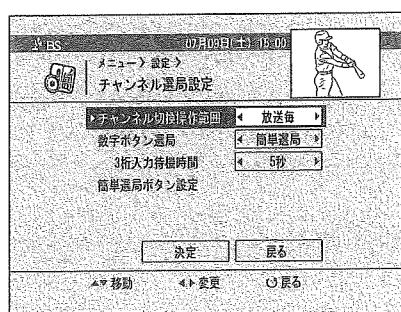 BS 07月09日(土) 15:00
メニュー 〉 設定 〉
チャンネル選局設定
チャンネル切換操作範囲 放送毎
数字ボタン選局 簡単選局
3桁入力待機時間 5秒
簡単選局ボタン設定
決定 戻る
移動 変更 戻る